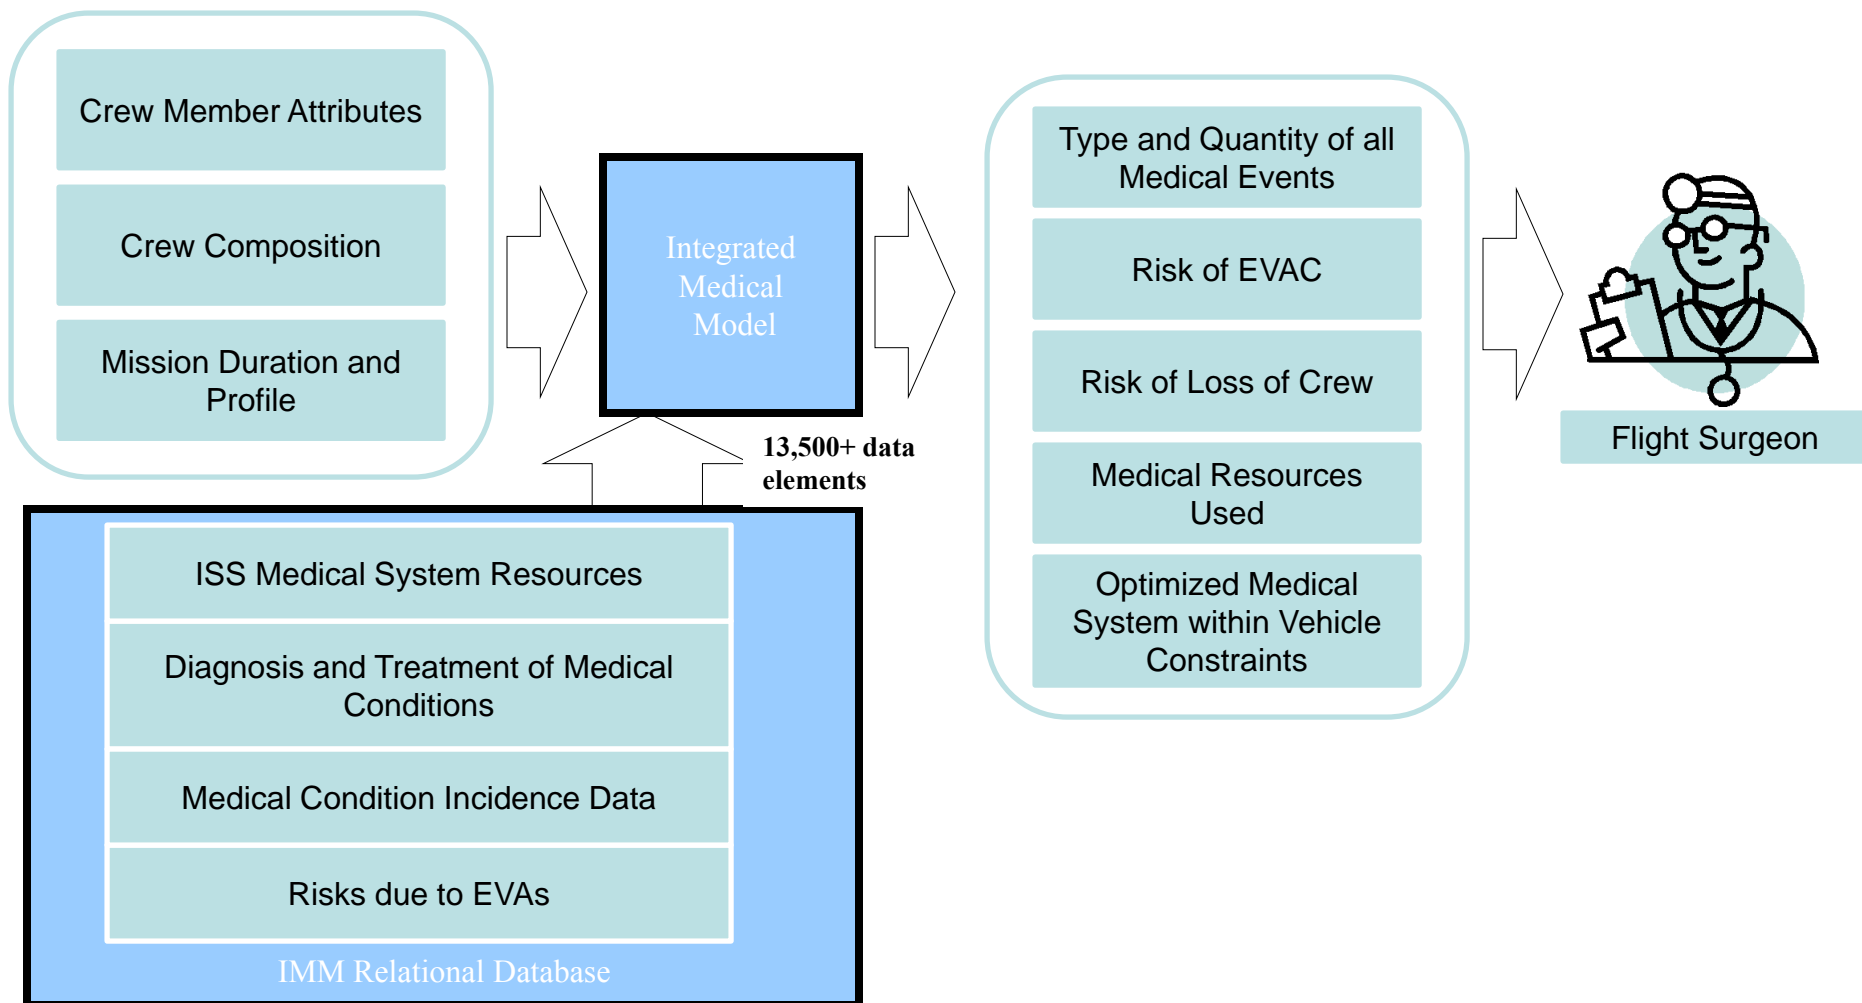 Crew Member Attributes
Crew Composition
Mission Duration and
Profile
Integrated
Medical
Model
13,500+ data
elements
ISS Medical System Resources
Diagnosis and Treatment of Medical
Conditions
Medical Condition Incidence Data
Risks due to EVAs
IMM Relational Database
Type and Quantity of all
Medical Events
Risk of EVAC
Risk of Loss of Crew
Medical Resources
Used
Optimized Medical
System within Vehicle
Constraints
Flight Surgeon